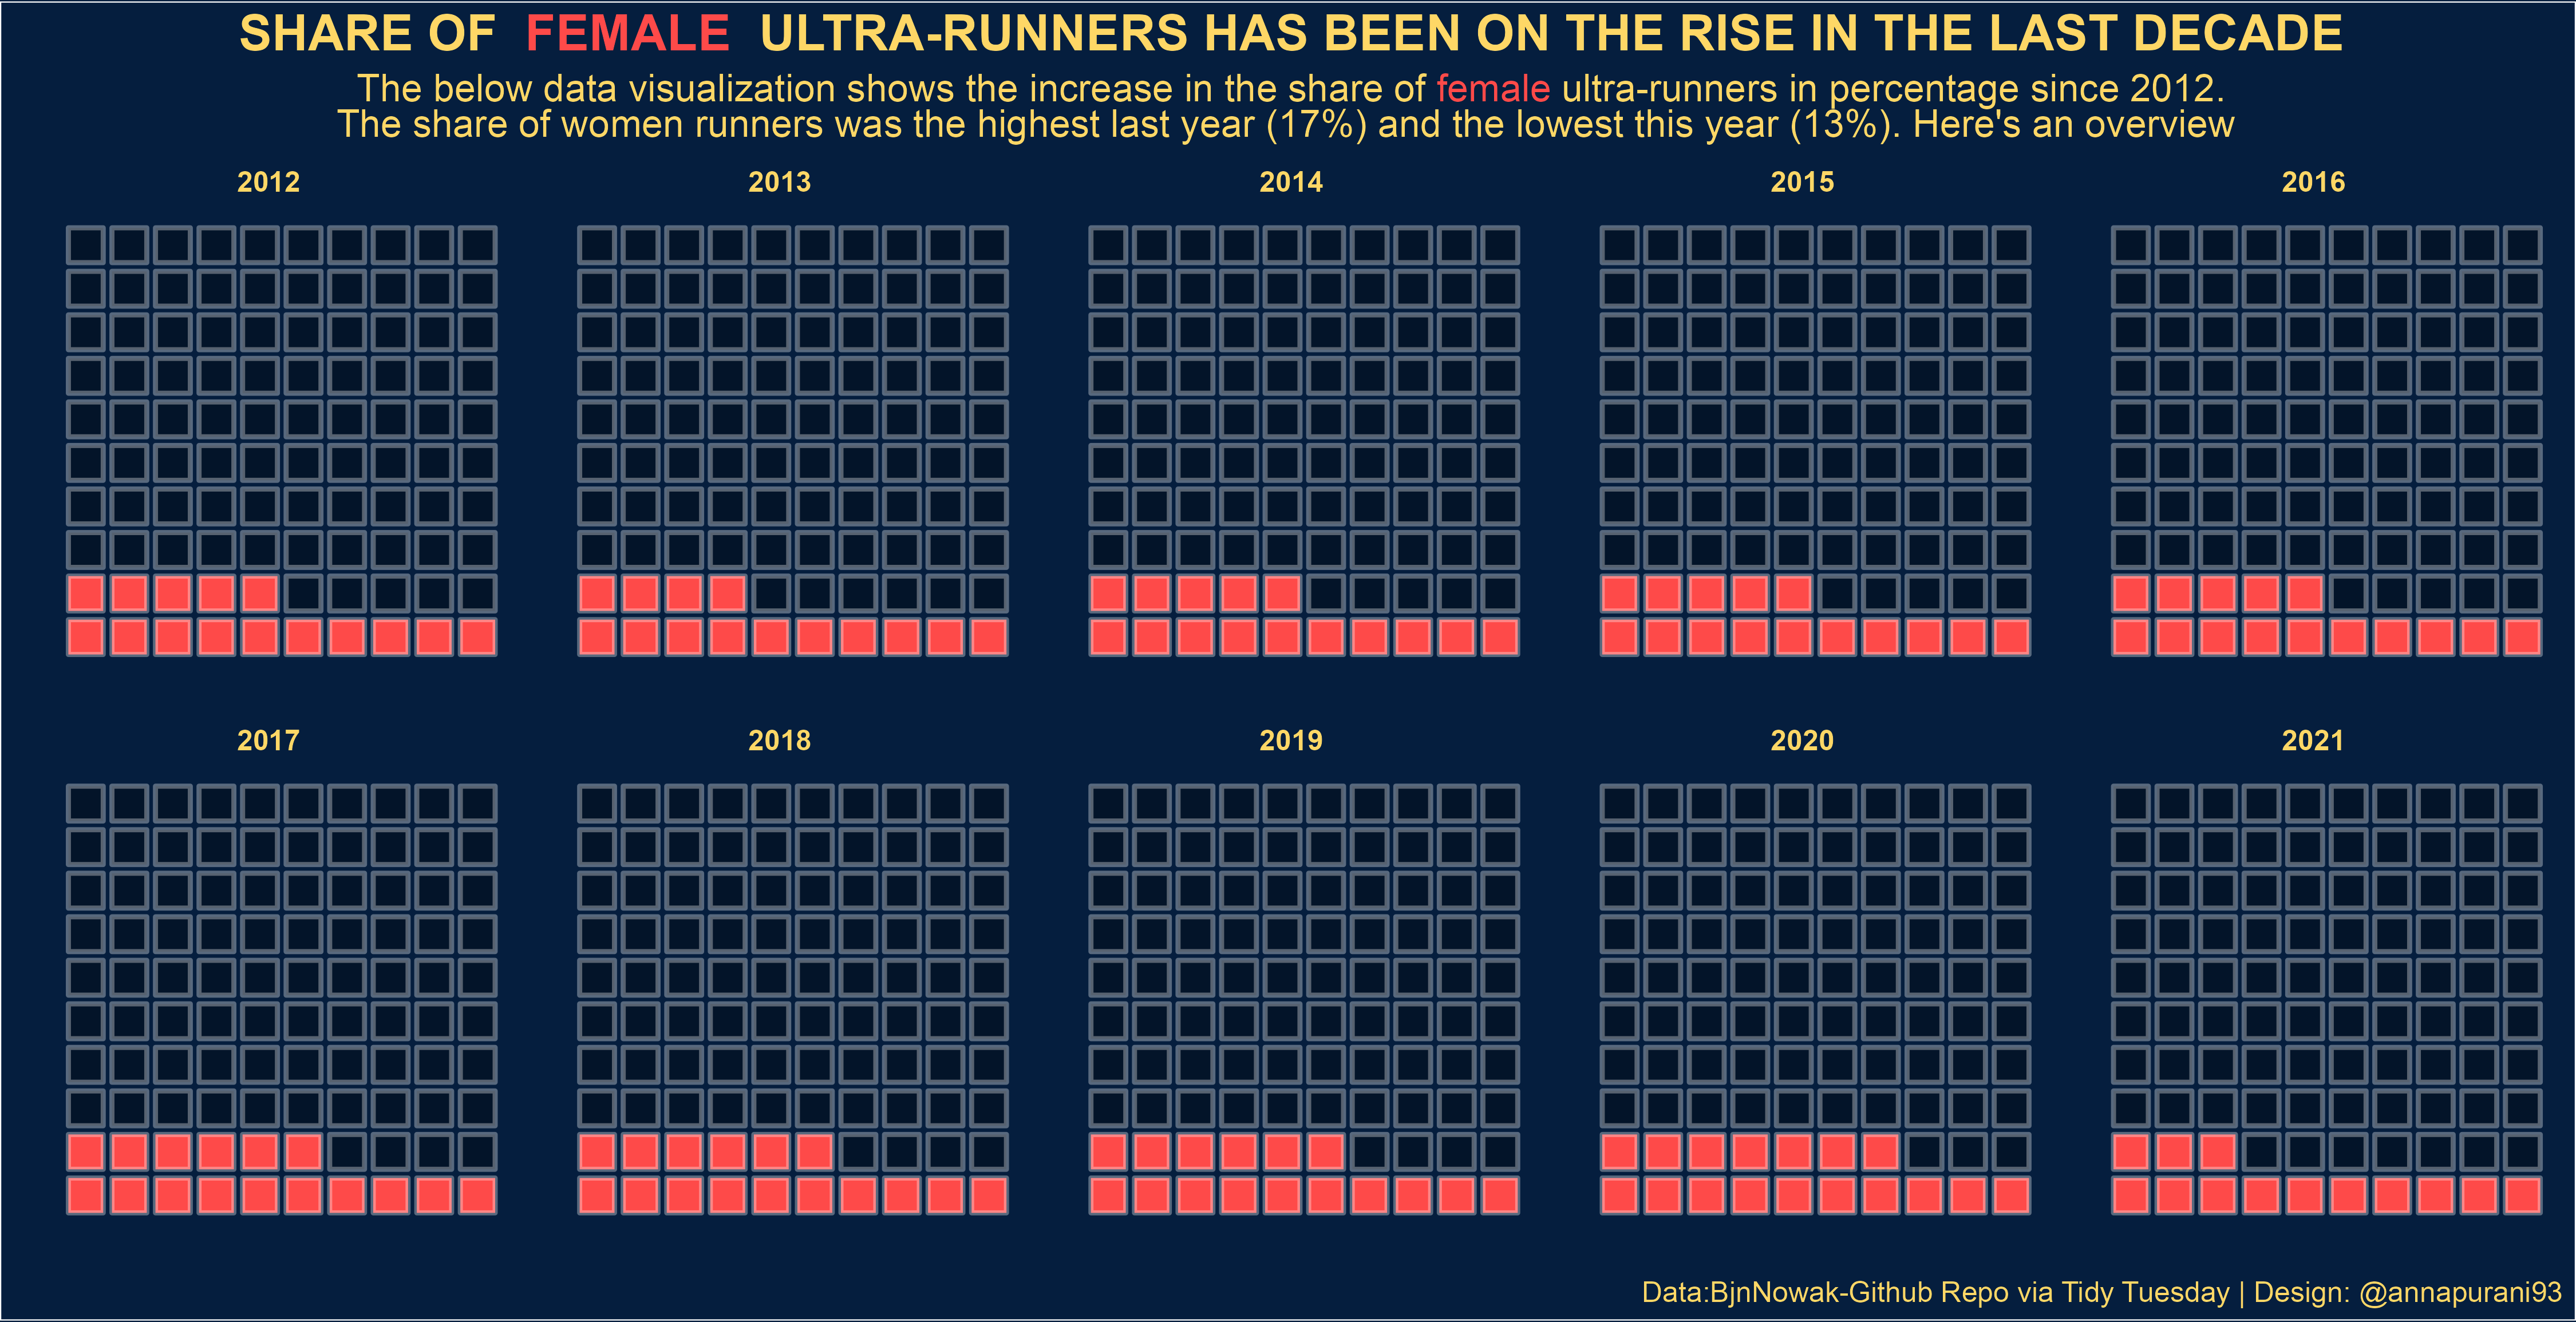 SHARE OF FEMALE ULTRA-RUNNERS HAS BEEN ON THE RISE IN THE LAST DECADE
The below data visualization shows the increase in the share of female ultra-runners in percentage since 2012.
The share of women runners was the highest last year (17%) and the lowest this year (13%). Here's an overview
2012 2013 2014 2015 2016
2017 2018 2019 2020 2021
Data:BjnNowak-Github Repo via Tidy Tuesday | Design: @annapurani93